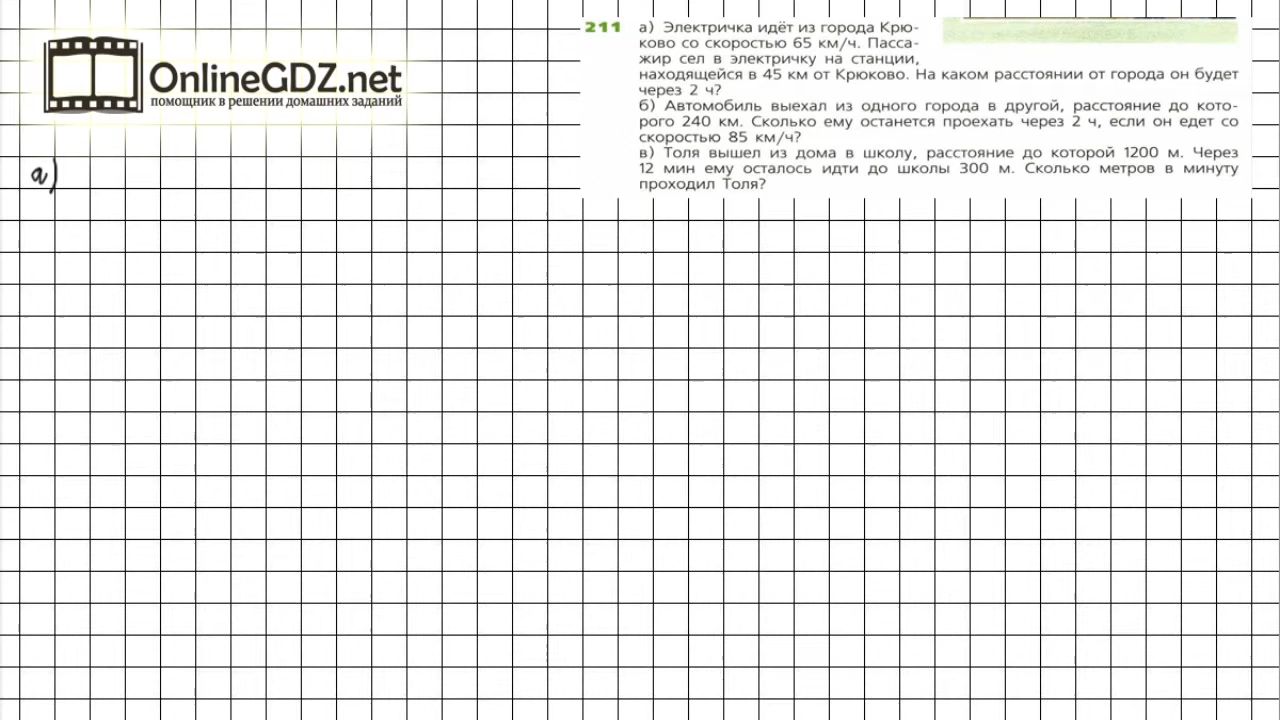 OnlineGDZ.net
помощник в решении домашних заданий
а)
211 а) Электричка идёт из города Крю-
ково со скоростью 65 км/ч. Пасса-
жир сел в электричку на станции,
находящейся в 45 км от Крюково. На каком расстоянии от города он будет
через 2 ч?
б) Автомобиль выехал из одного города в другой, расстояние до кото-
рого 240 км. Сколько ему останется проехать через 2 ч, если он едет со
скоростью 85 км/ч?
в) Толя вышел из дома в школу, расстояние до которой 1200 м. Через
12 мин ему осталось идти до школы 300 м. Сколько метров в минуту
проходил Толя?